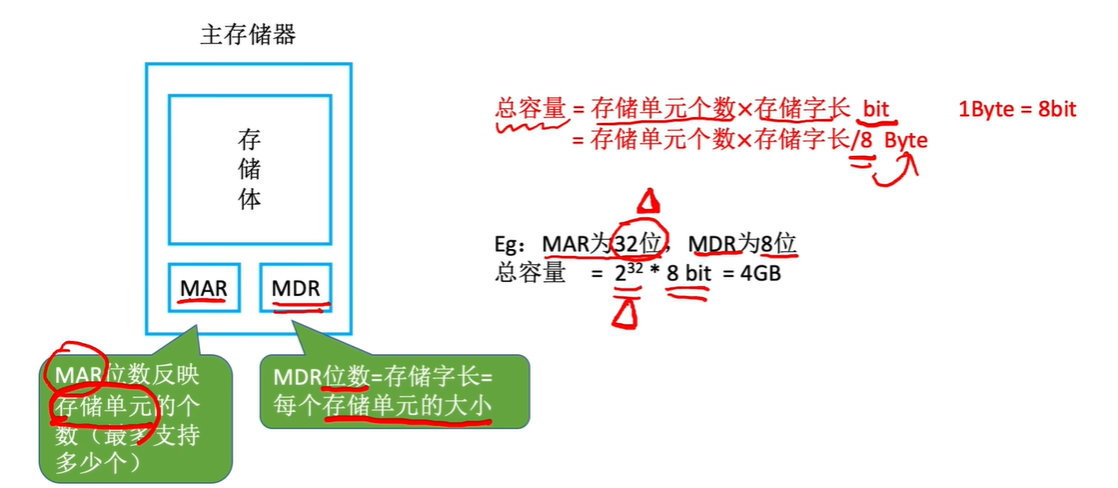 主存储器
存
储
体
MAR
MDR
MAR位数反映
存储单元的个
数（最多支持
多少个）
MDR位数=存储字长=
每个存储单元的大小
总容量 = 存储单元个数×存储字长 bit 1Byte = 8bit
= 存储单元个数×存储字长/8 Byte
Eg：MAR为32位，MDR为8位
总容量 = 2³² * 8 bit = 4GB